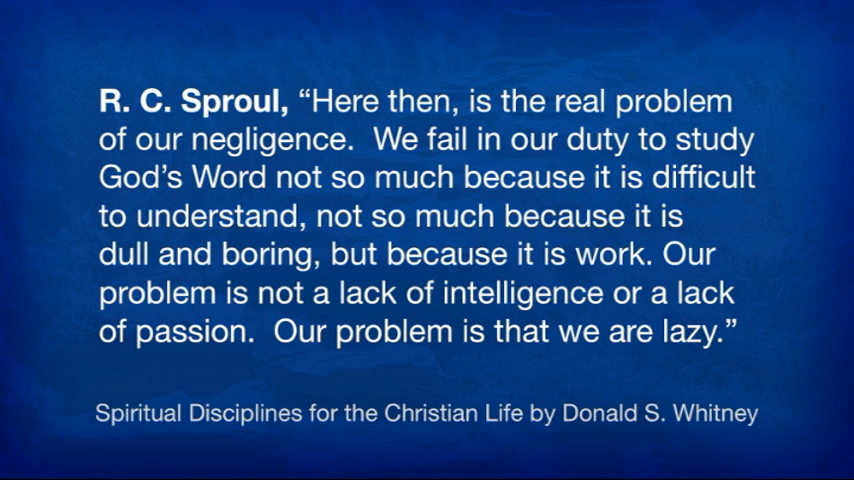 R. C. Sproul, “Here then, is the real problem
of our negligence.  We fail in our duty to study
God’s Word not so much because it is difficult
to understand, not so much because it is
dull and boring, but because it is work. Our
problem is not a lack of intelligence or a lack
of passion.  Our problem is that we are lazy.”
Spiritual Disciplines for the Christian Life by Donald S. Whitney